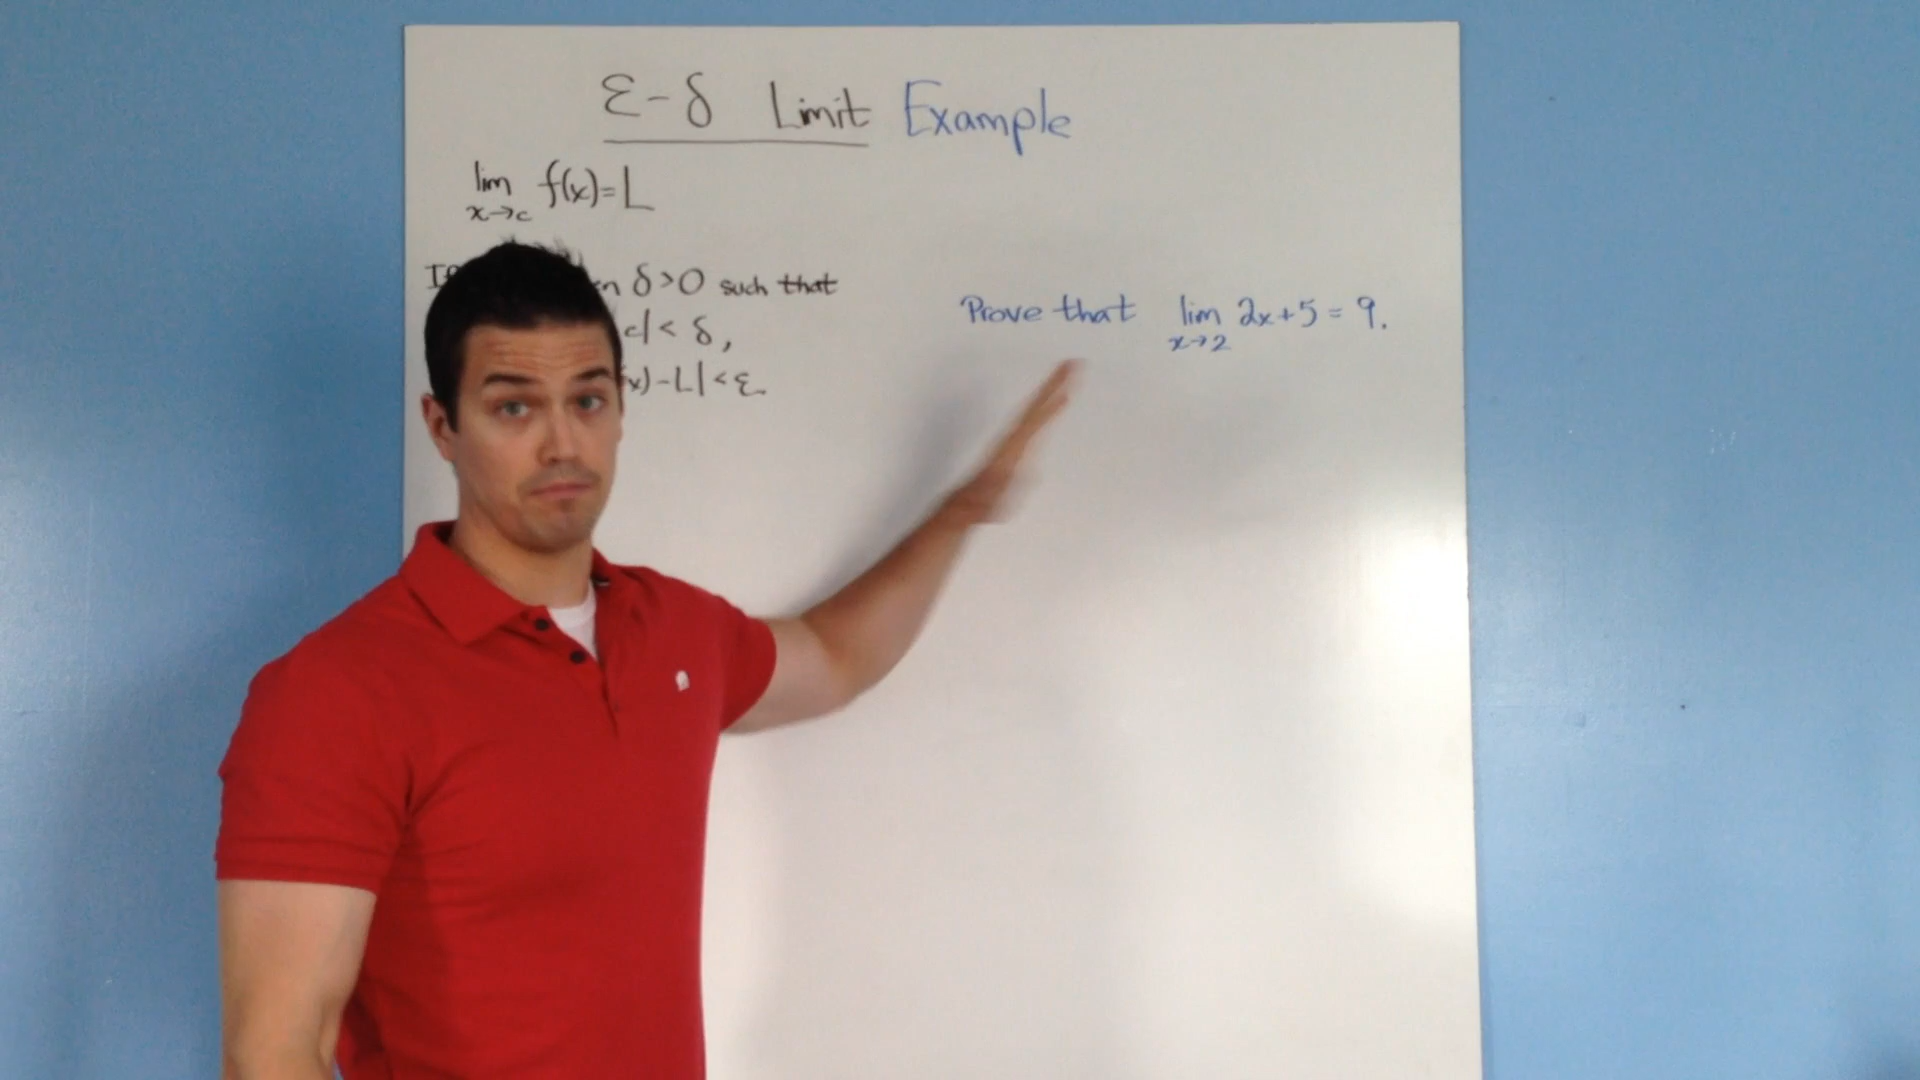 ε-δ Limit Example
lim f(x)=L
x→c
δ>0 such that
c|< δ,
x)-L|<ε
Prove that lim 2x+5=9.
x→2